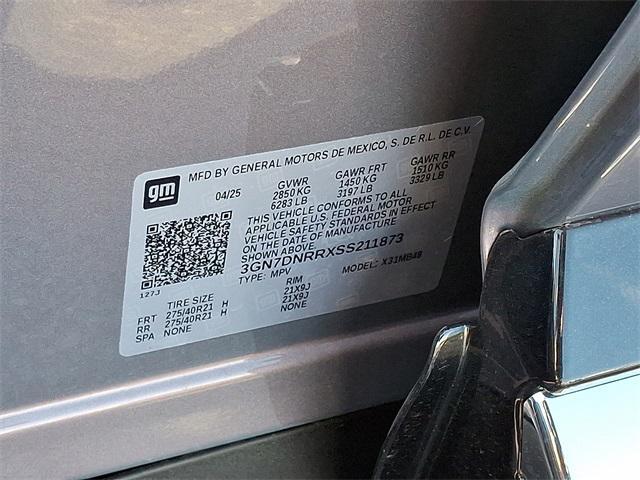 MFD BY GENERAL MOTORS DE MEXICO, S. DE R.L. DE C.V.
gm
04/25
GVWR GAWR FRT GAWR RR
2850 KG 1450 KG 1510 KG
6283 LB 3197 LB 3329 LB
THIS VEHICLE CONFORMS TO ALL
APPLICABLE U.S. FEDERAL MOTOR
VEHICLE SAFETY STANDARDS IN EFFECT
ON THE DATE OF MANUFACTURE
SHOWN ABOVE.
3GN7DNRRXSS211873
TYPE: MPV MODEL: X31MB48
127J
TIRE SIZE RIM
FRT 275/40R21 H 21X9J
RR 275/40R21 H 21X9J
SPA NONE NONE